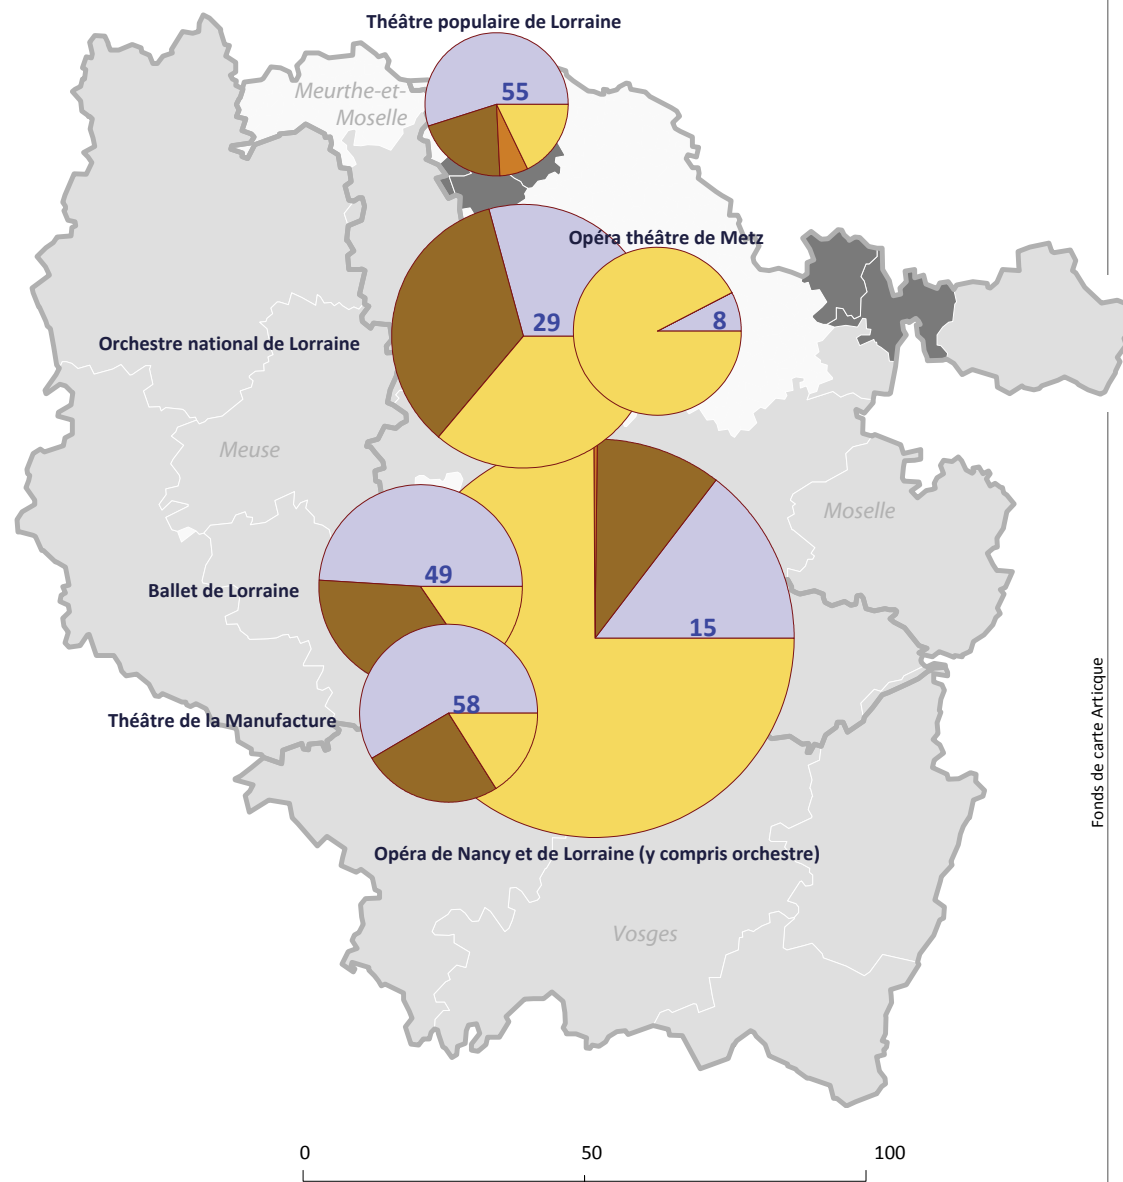 Théâtre populaire de Lorraine
55
Meurthe-et-
Moselle
Opéra théâtre de Metz
29
8
Orchestre national de Lorraine
Meuse
Moselle
49
Ballet de Lorraine
15
58
Théâtre de la Manufacture
Fonds de carte Articque
Opéra de Nancy et de Lorraine (y compris orchestre)
Vosges
0 50 100